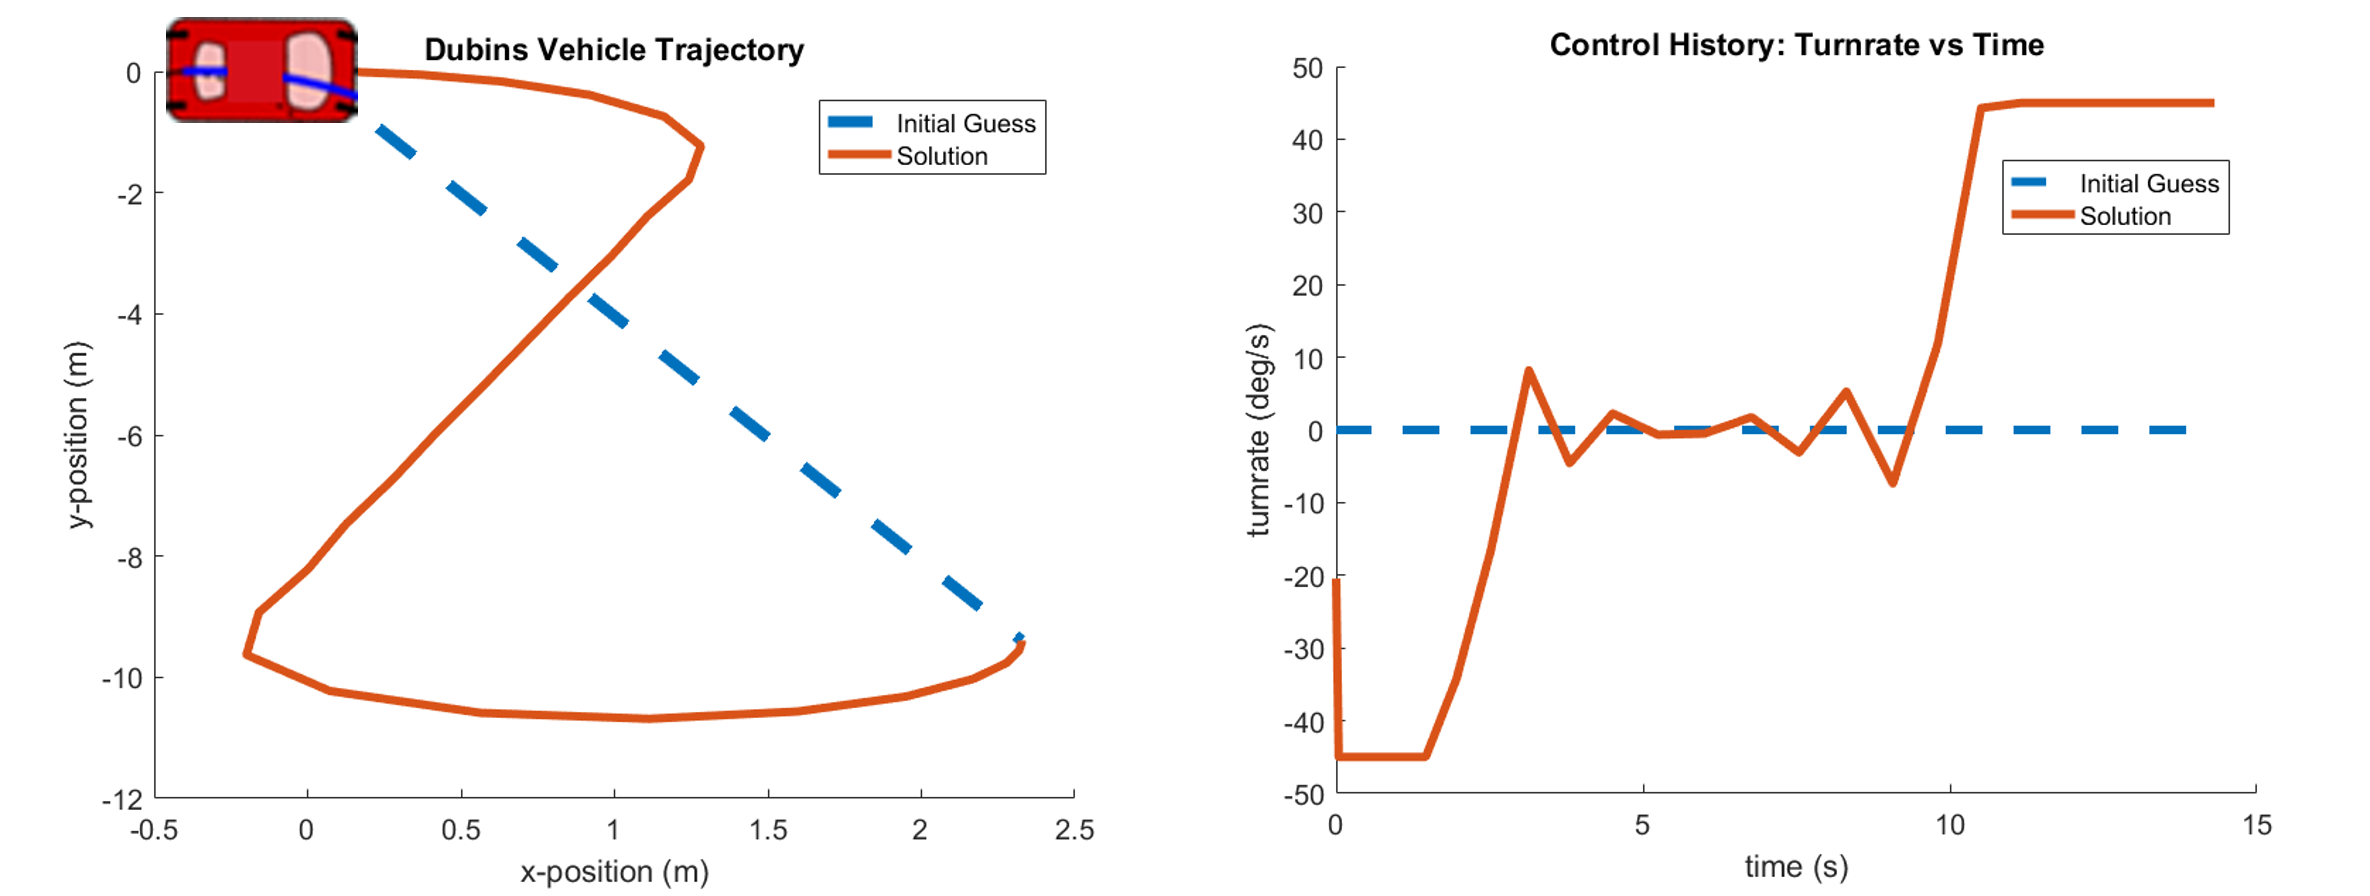 Dubins Vehicle Trajectory
0
-2
-4
-6
-8
-10
-12
y-position (m)
Initial Guess
Solution
-0.5
0
0.5
1
1.5
2
2.5
x-position (m)
Control History: Turnrate vs Time
50
40
30
20
10
0
-10
-20
-30
-40
-50
turnrate (deg/s)
Initial Guess
Solution
0
5
10
15
time (s)